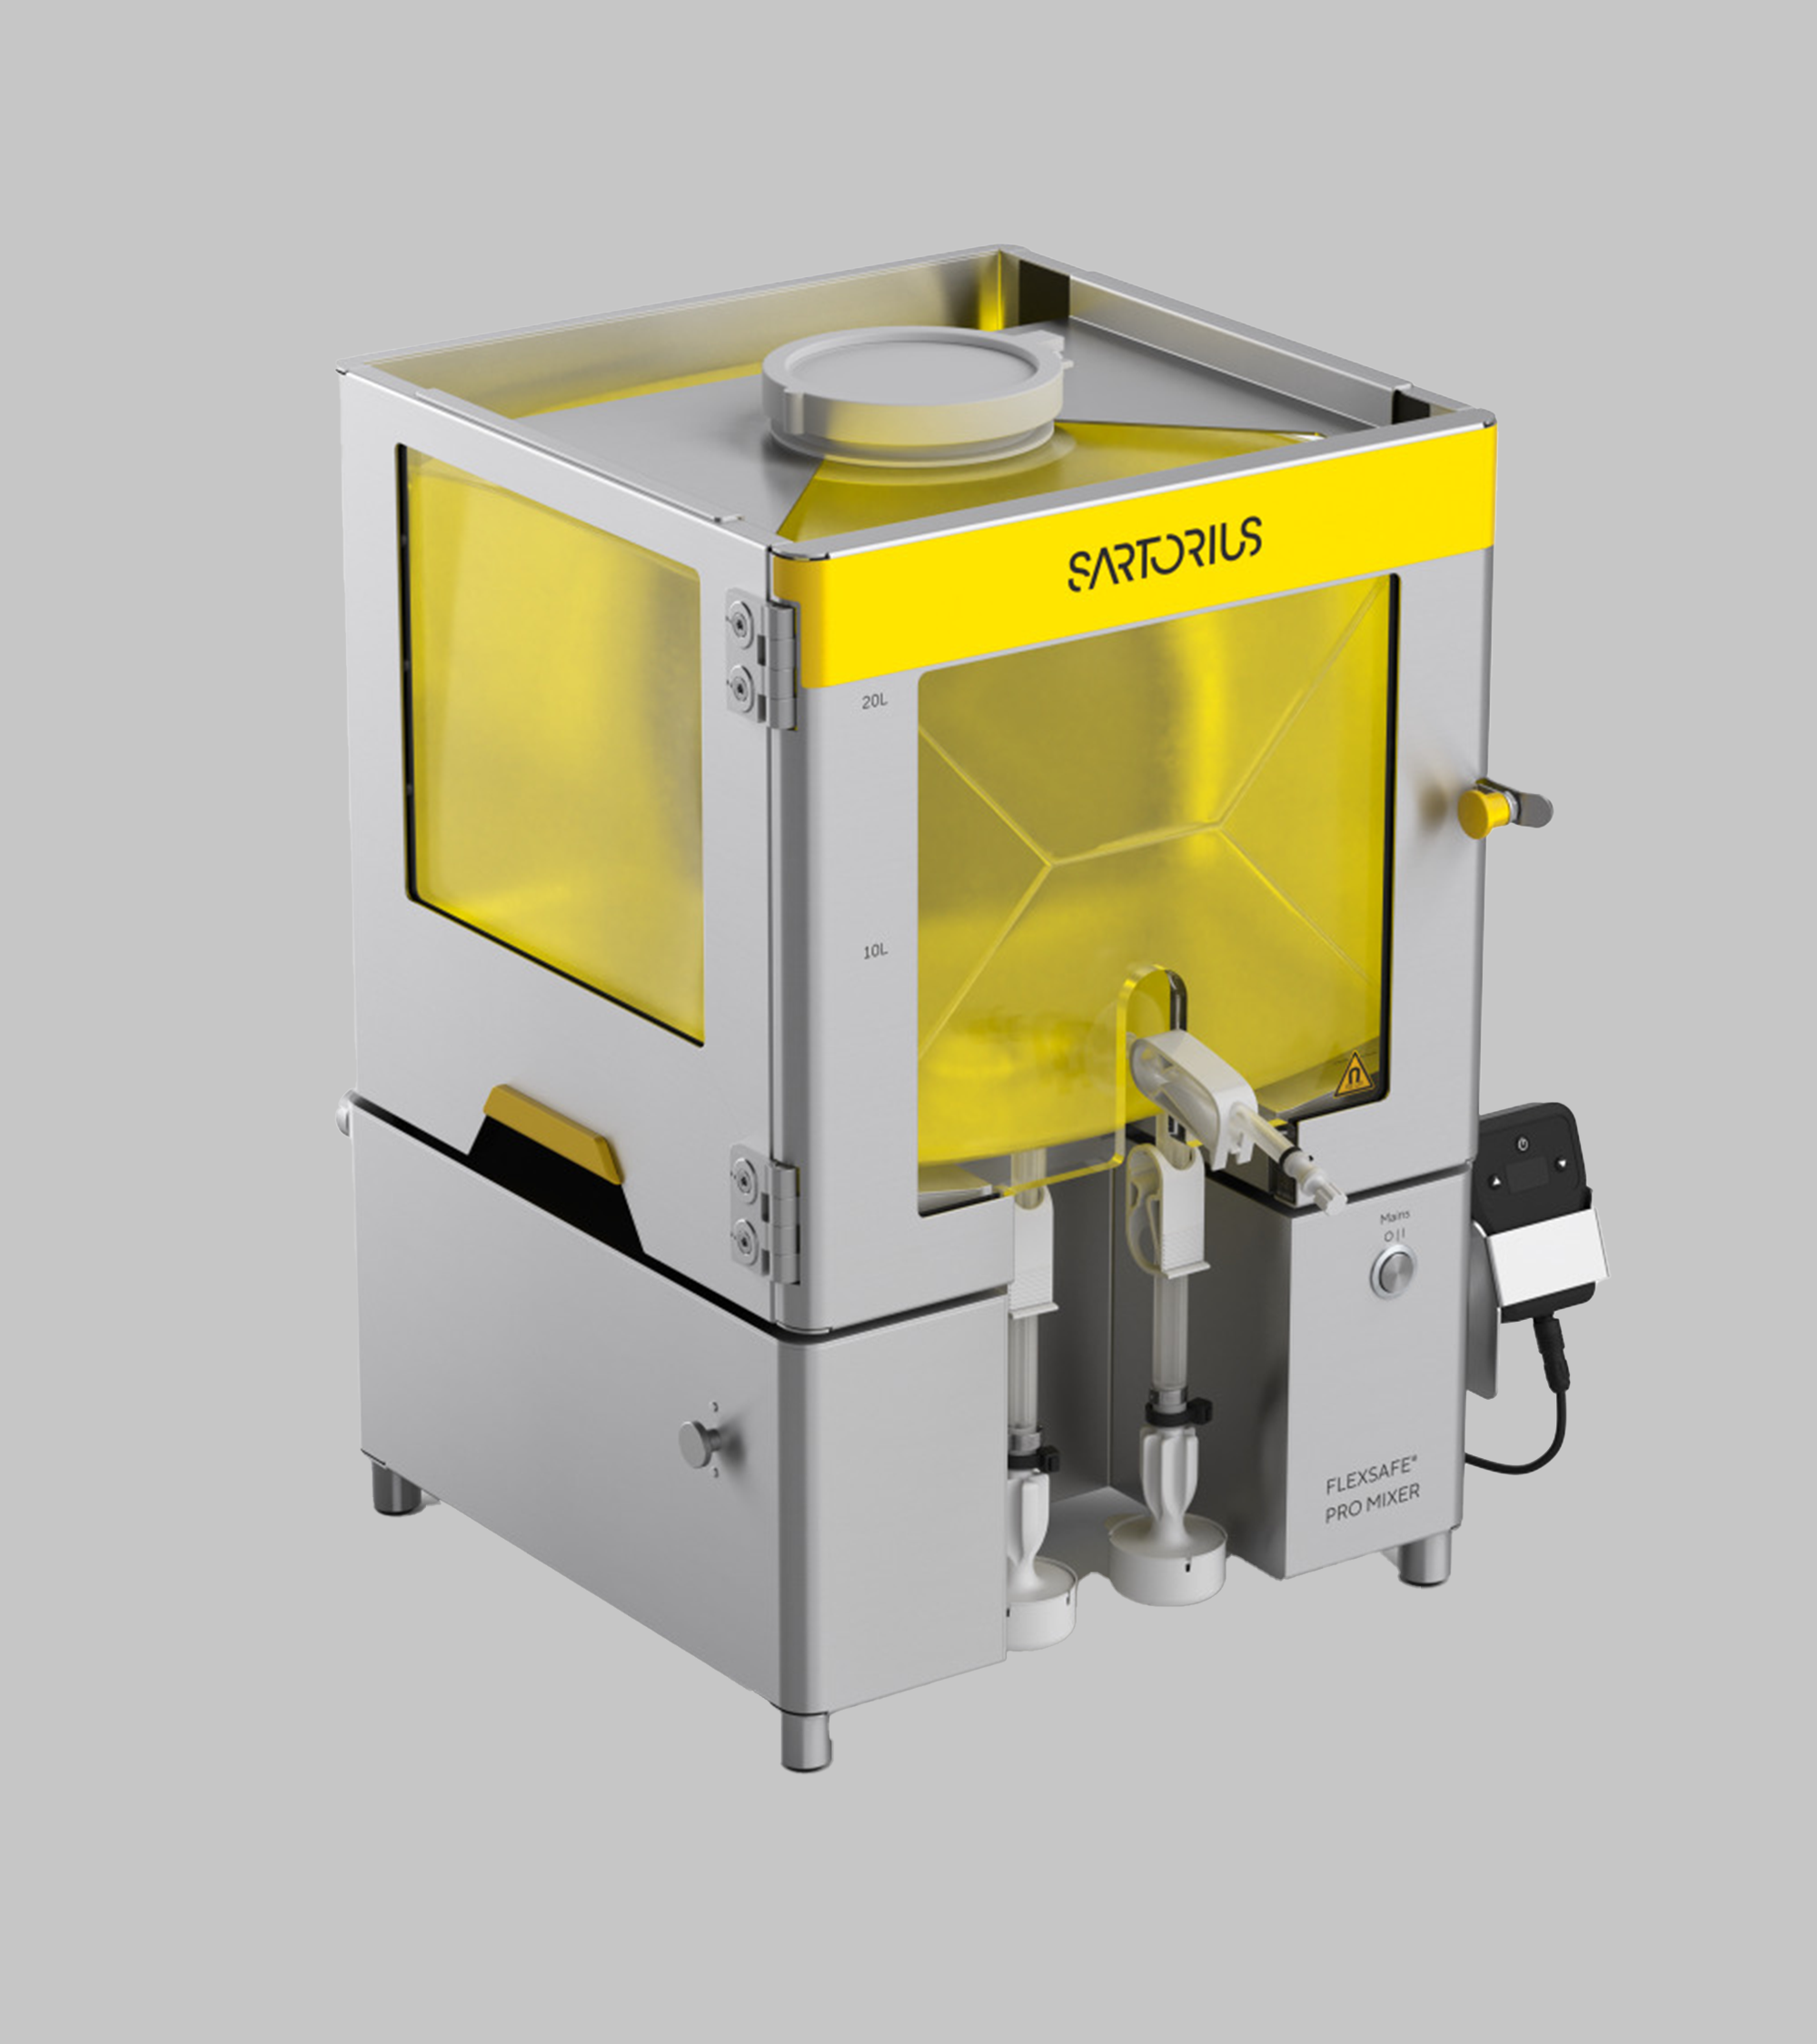 SARTORIUS
20L
10L
Mains
O | I
FLEXSAFE®
PRO MIXER